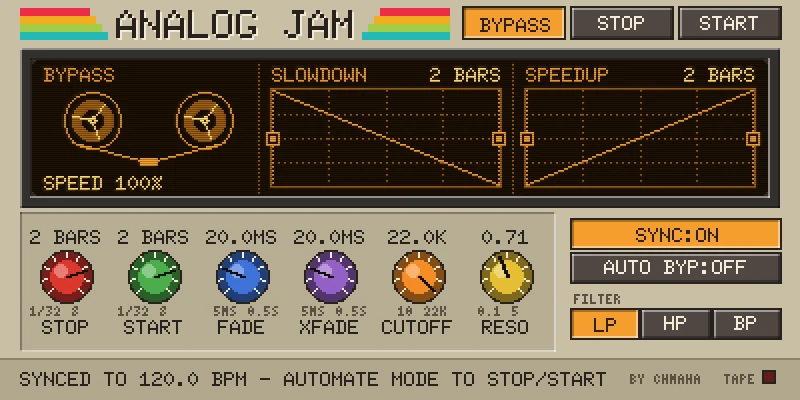 ANALOG JAM
BYPASS STOP START
BYPASS
SLOWDOWN 2 BARS
SPEEDUP 2 BARS
SPEED 100%
2 BARS 2 BARS 20.0MS 20.0MS 22.0K 0.71
1/32 8 1/32 8 5MS 0.5S 5MS 0.5S 10 22K 0.1 5
STOP START FADE XFADE CUTOFF RESO
SYNC:ON
AUTO BYP:OFF
FILTER
LP HP BP
SYNCED TO 120.0 BPM - AUTOMATE MODE TO STOP/START
BY CHMAHA TAPE